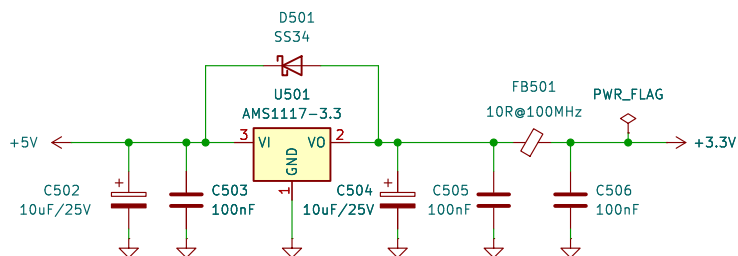 D501
SS34
U501
AMS1117-3.3
FB501
10R@100MHz
PWR_FLAG
+5V
3 VI VO 2
GND
1
+3.3V
+
C502
10uF/25V
C503
100nF
+
C504
10uF/25V
C505
100nF
C506
100nF